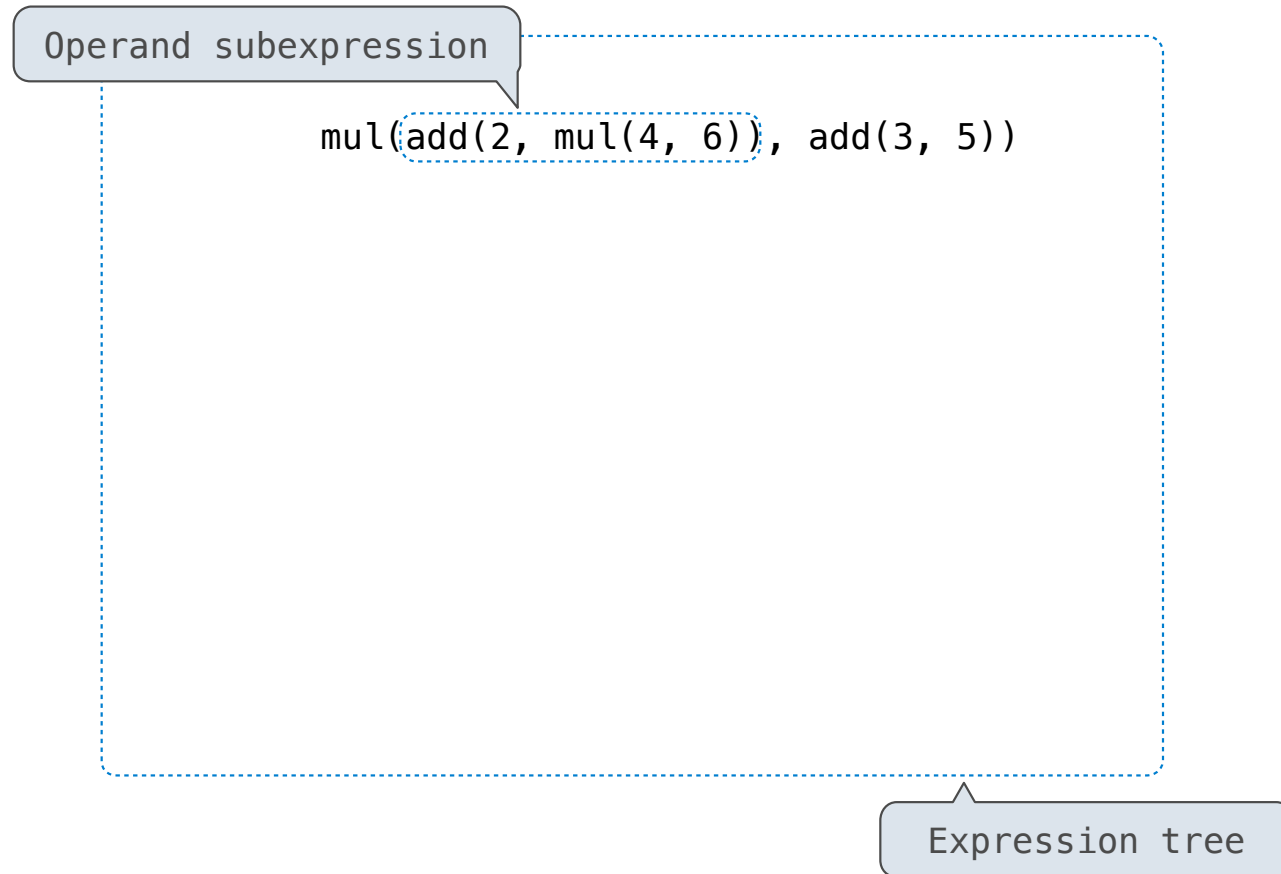 Operand subexpression
mul(add(2, mul(4, 6)), add(3, 5))
Expression tree